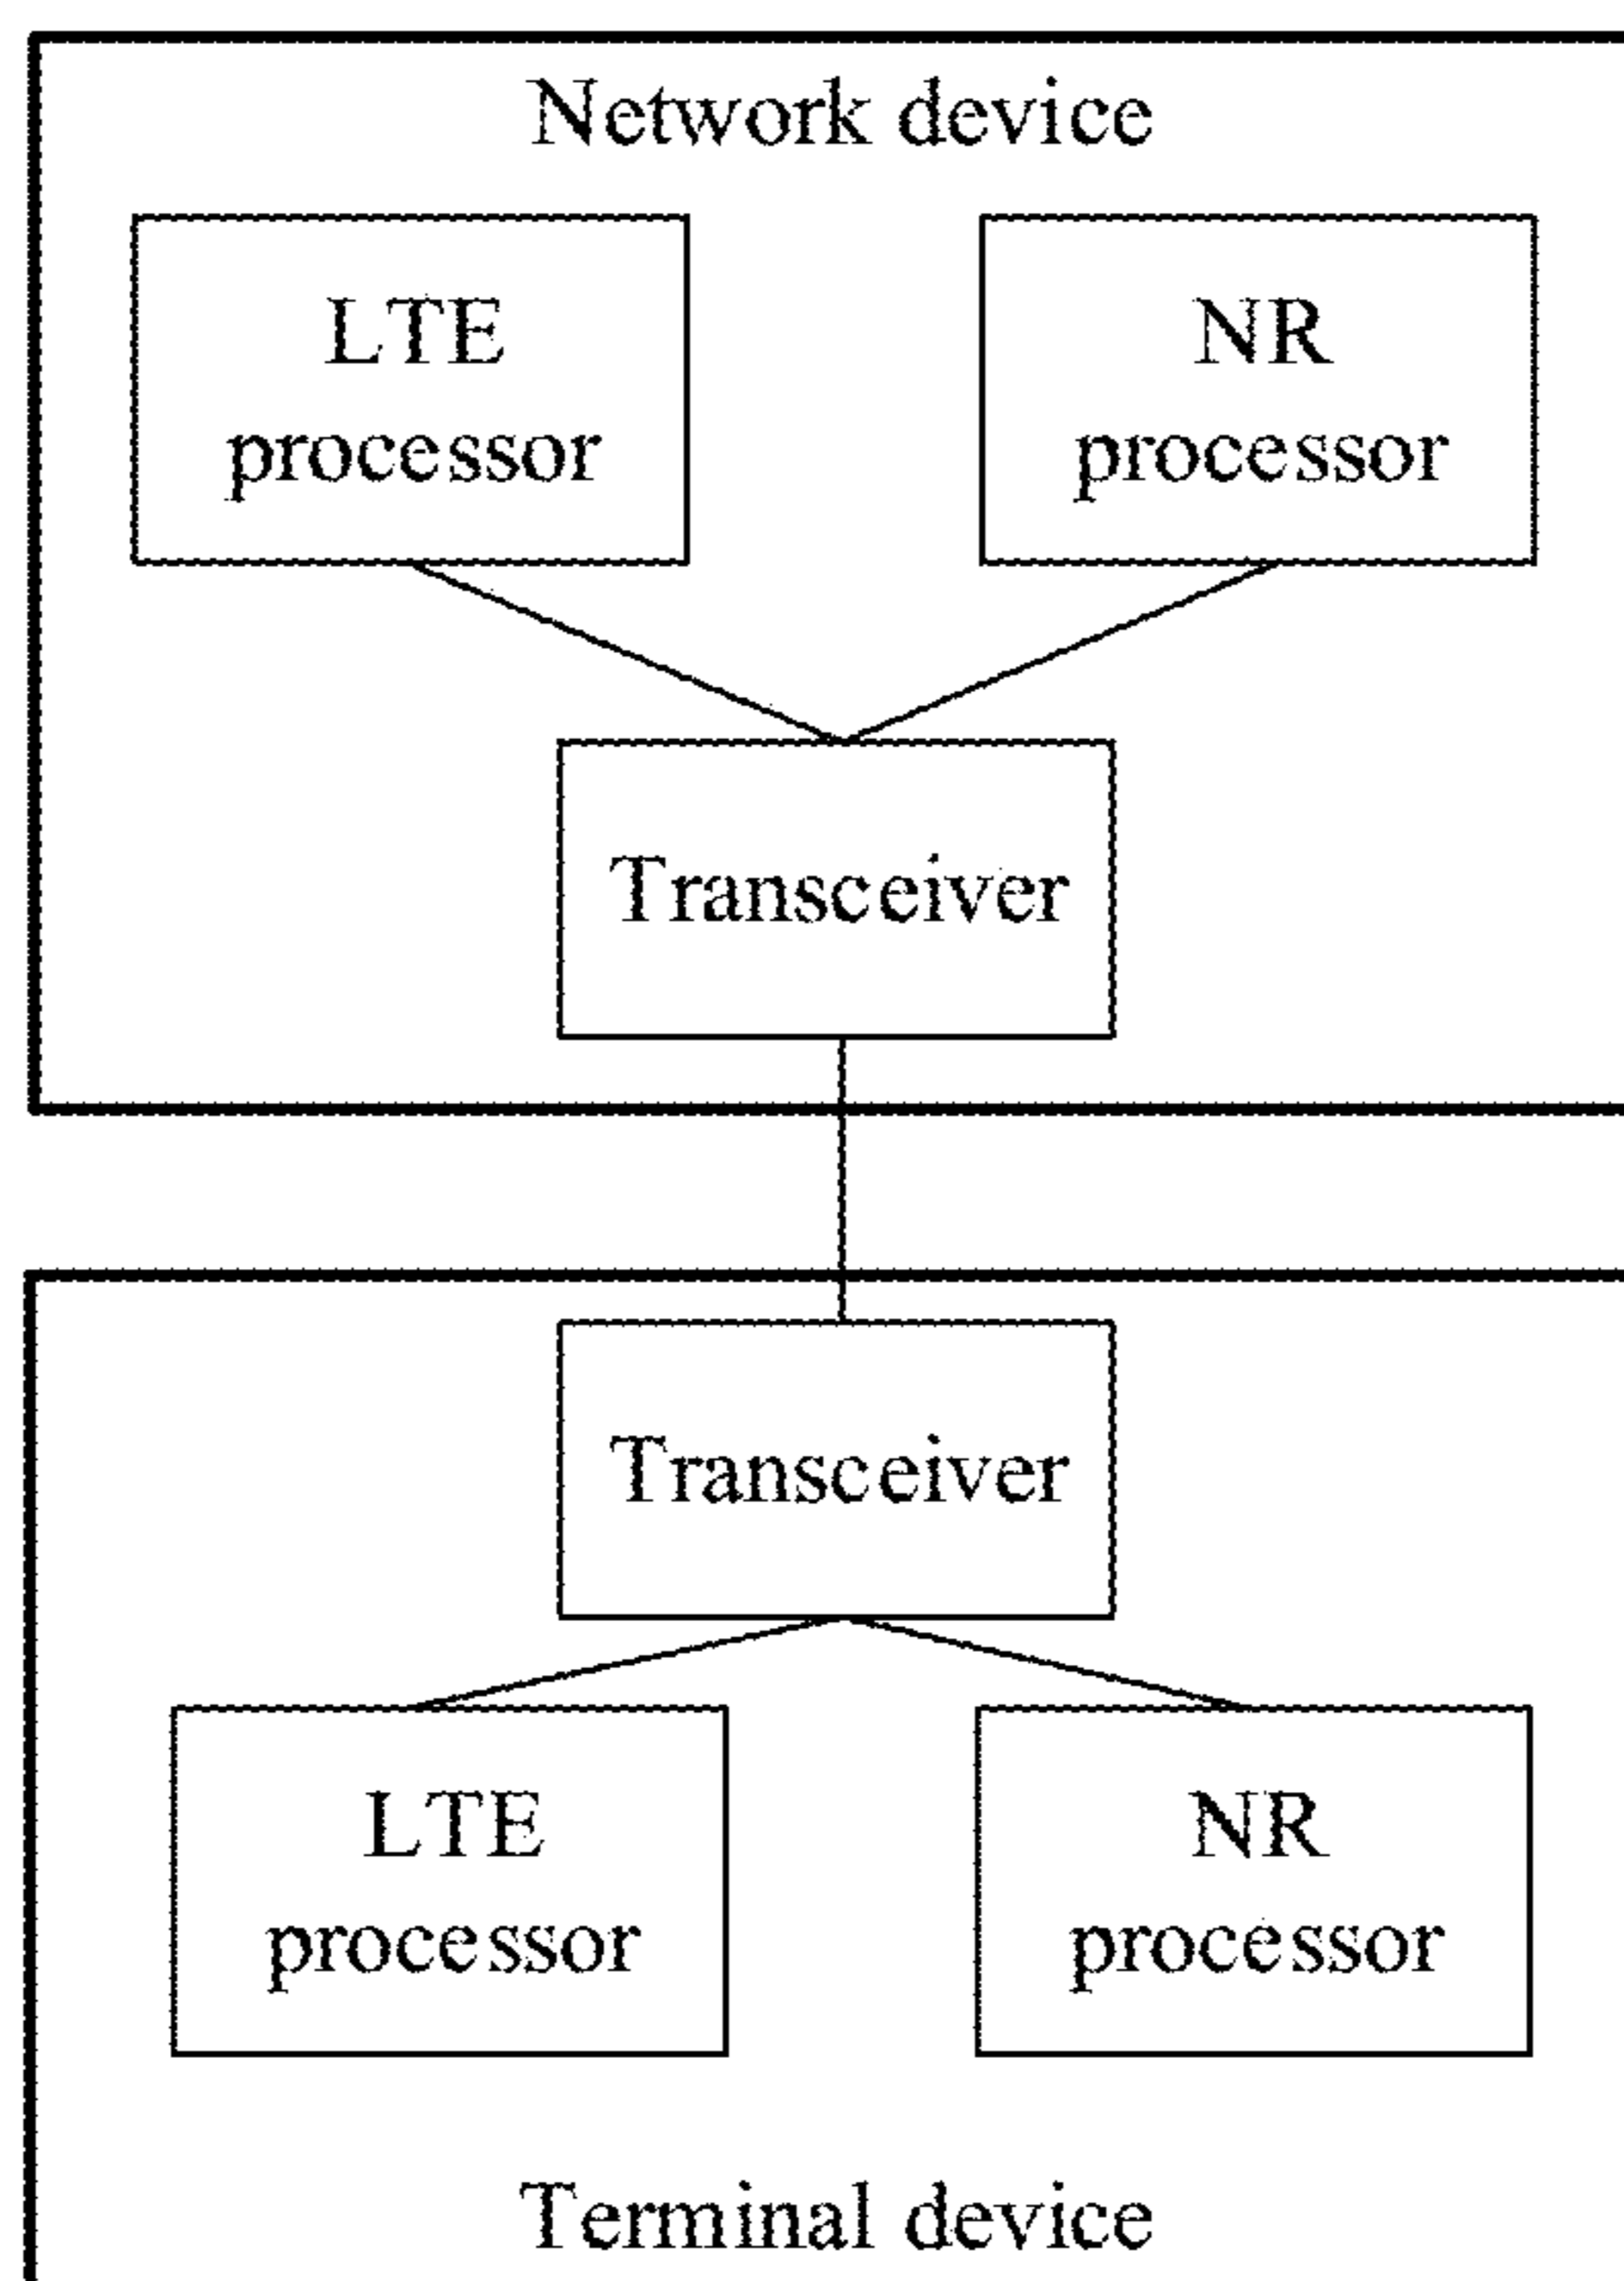 Network device
LTE
processor
NR
processor
Transceiver
Transceiver
LTE
processor
NR
processor
Terminal device